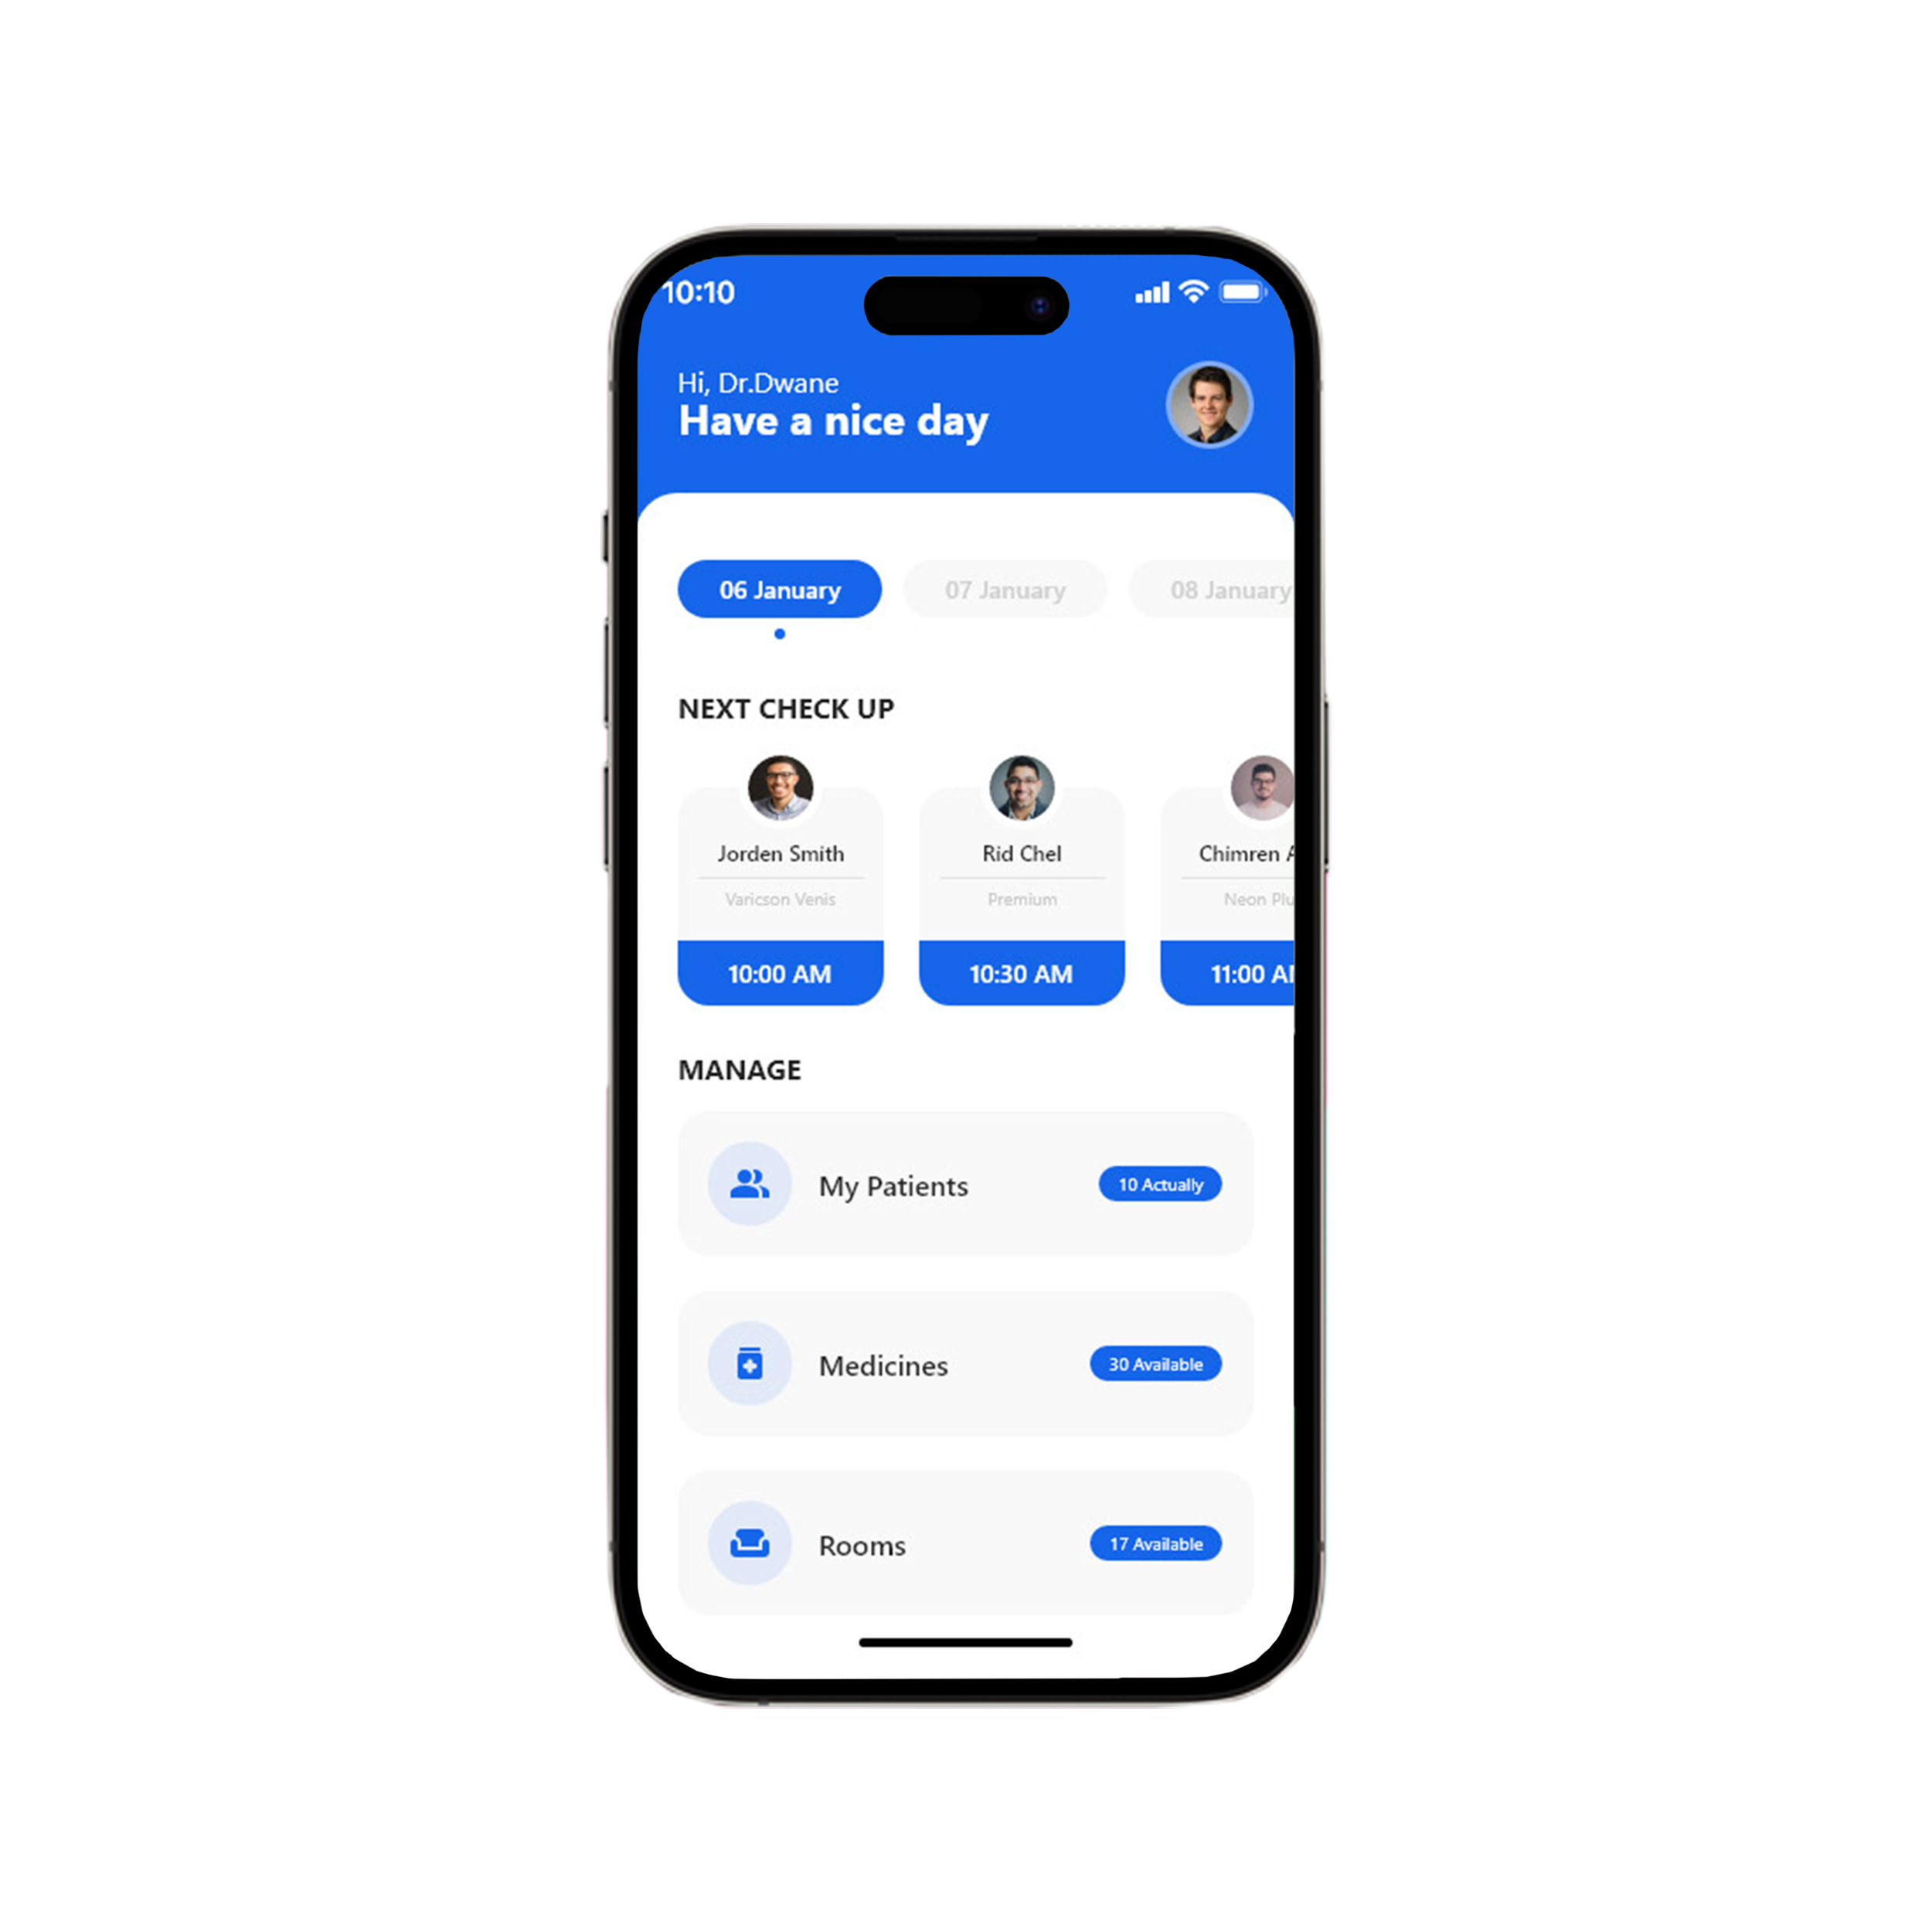 10:10
Hi, Dr.Dwane
Have a nice day
06 January
07 January
08 January
NEXT CHECK UP
Jorden Smith
Rid Chel
Chimren
Varicson Venis
Premium
Neon
10:00 AM
10:30 AM
11:00
MANAGE
My Patients
10 Actually
Medicines
30 Available
Rooms
17 Available